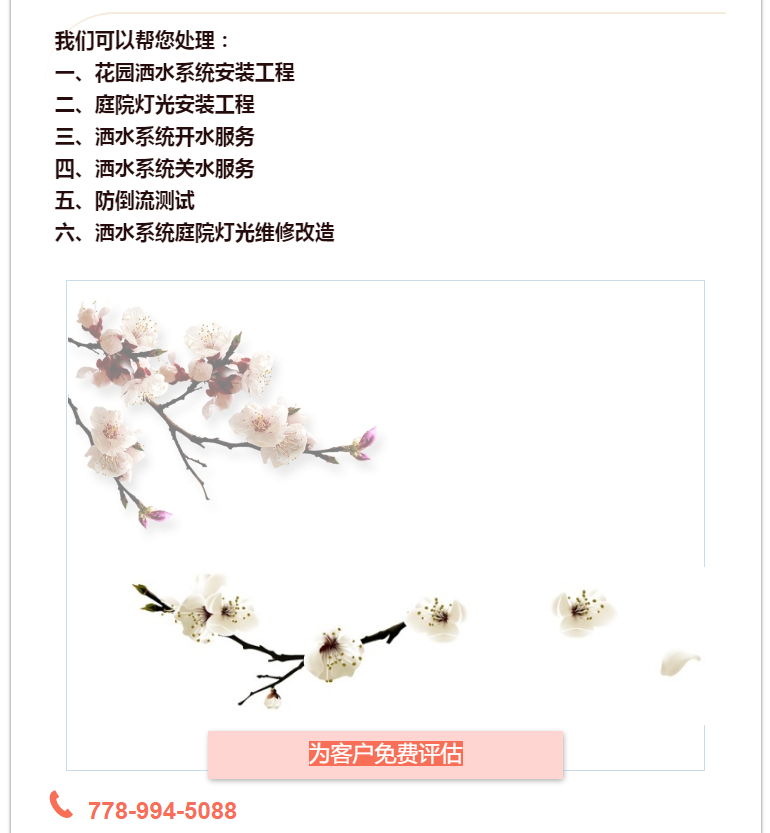 我们可以帮您处理：
一、花园洒水系统安装工程
二、庭院灯光安装工程
三、洒水系统开水服务
四、洒水系统关水服务
五、防倒流测试
六、洒水系统庭院灯光维修改造
为客户免费评估
778-994-5088